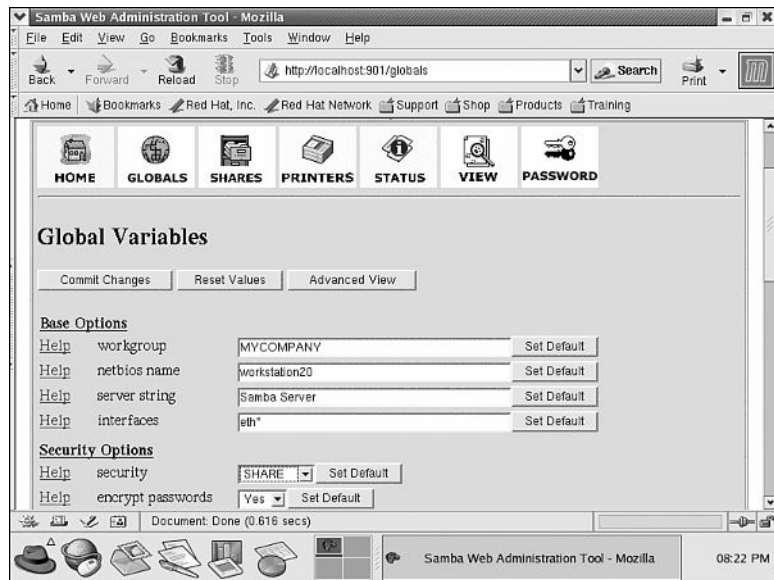 Samba Web Administration Tool - Mozilla
File Edit View Go Bookmarks Tools Window Help
Back Forward Reload Stop http://localhost:901/globals Search Print
Home Bookmarks Red Hat, Inc. Red Hat Network Support Shop Products Training
HOME GLOBALS SHARES PRINTERS STATUS VIEW PASSWORD
Global Variables
Commit Changes Reset Values Advanced View
Base Options
Help workgroup MYCOMPANY Set Default
Help netbios name workstation20 Set Default
Help server string Samba Server Set Default
Help interfaces eth* Set Default
Security Options
Help security SHARE Set Default
Help encrypt passwords Yes Set Default
Document: Done (0.616 secs)
Samba Web Administration Tool - Mozilla 08:22 PM